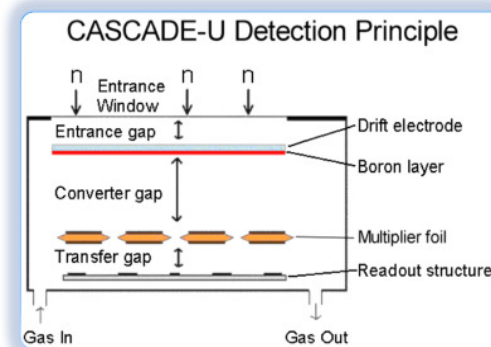 CASCADE-U Detection Principle
n
n
n
Entrance
Window
Entrance gap
Drift electrode
Boron layer
Converter gap
Multiplier foil
Transfer gap
Readout structure
Gas In
Gas Out